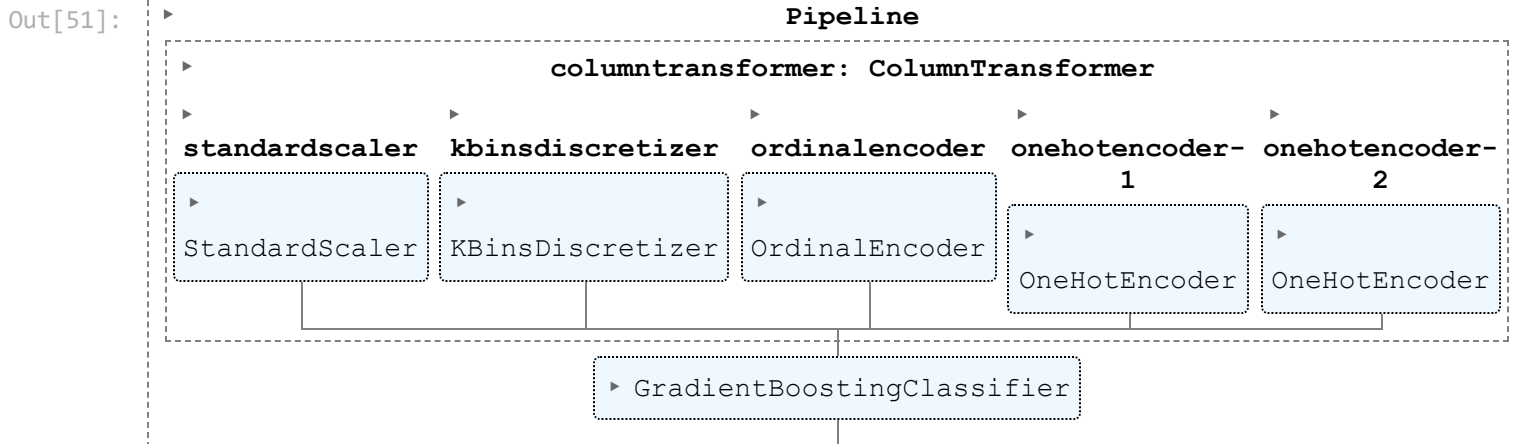 Out[51]:
Pipeline
columntransformer: ColumnTransformer
standardscaler kbinsdiscretizer ordinalencoder onehotencoder-1 onehotencoder-2
StandardScaler KBinsDiscretizer OrdinalEncoder OneHotEncoder OneHotEncoder
GradientBoostingClassifier